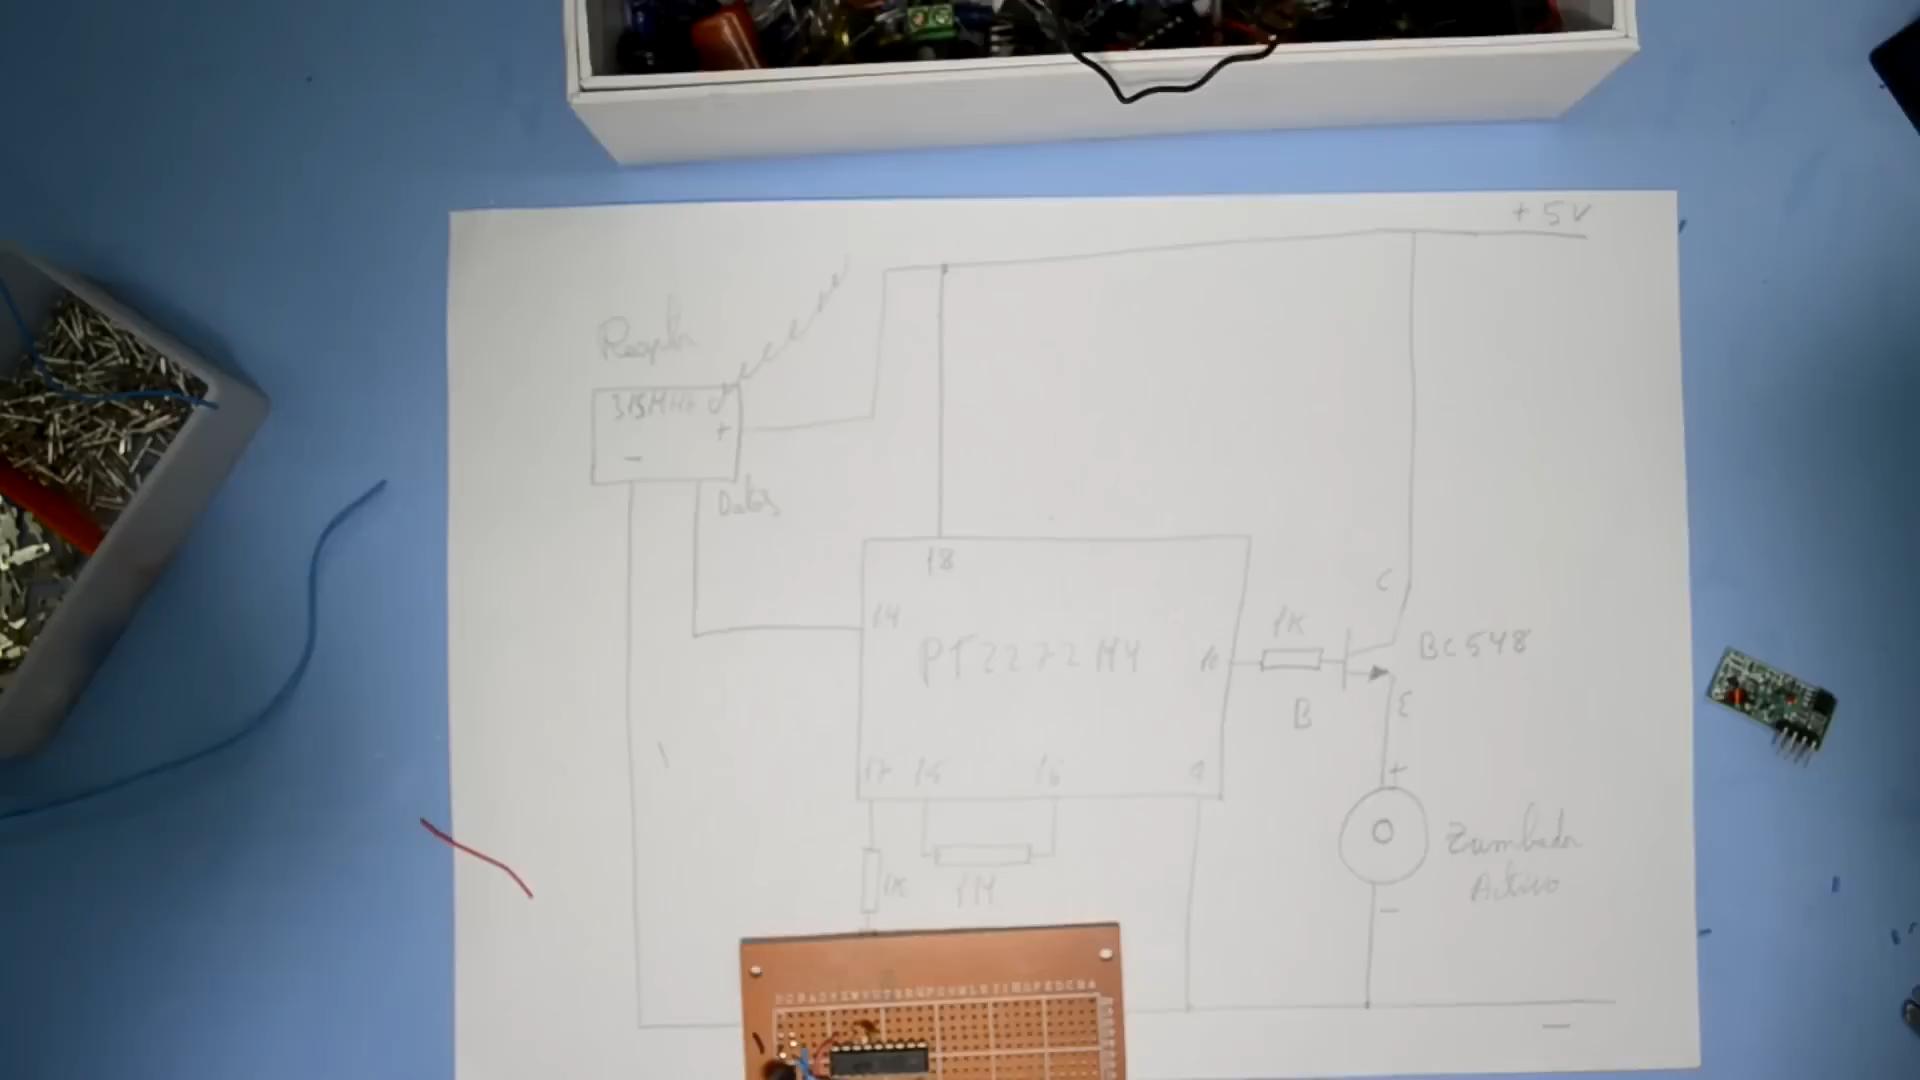 +5V
Receptor
315MHz
+
-
Datos
18
14
PT2272M4
10
1K
B
C
BC548
E
17 15 16 9
+
1K
1M
Zumbador
Activo
-
-